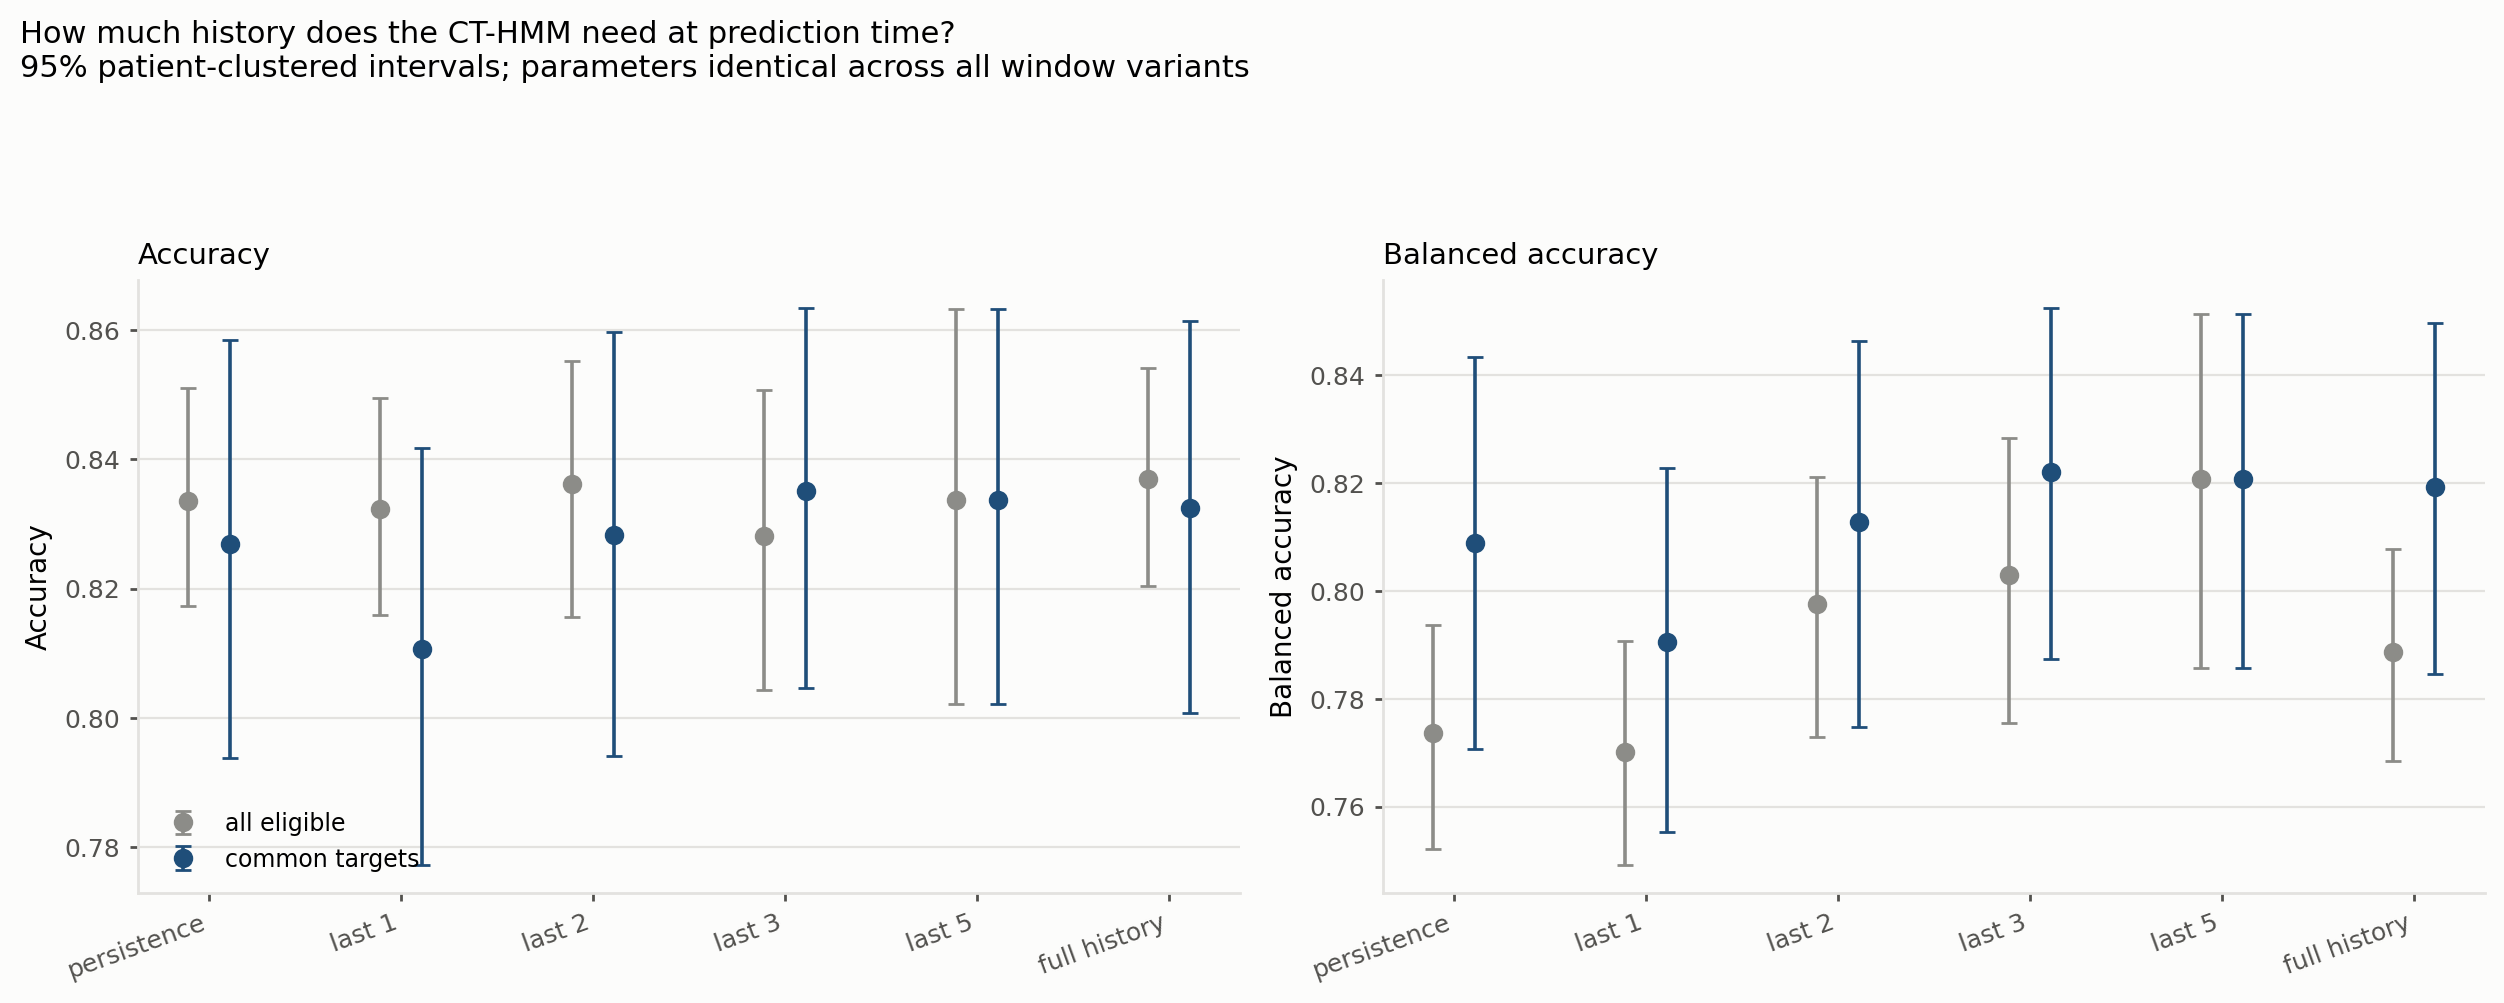 How much history does the CT-HMM need at prediction time?
95% patient-clustered intervals; parameters identical across all window variants
Accuracy
Accuracy
0.86
0.84
0.82
0.80
0.78
all eligible
common targets
persistence
last 1
last 2
last 3
last 5
full history
Balanced accuracy
Balanced accuracy
0.84
0.82
0.80
0.78
0.76
persistence
last 1
last 2
last 3
last 5
full history